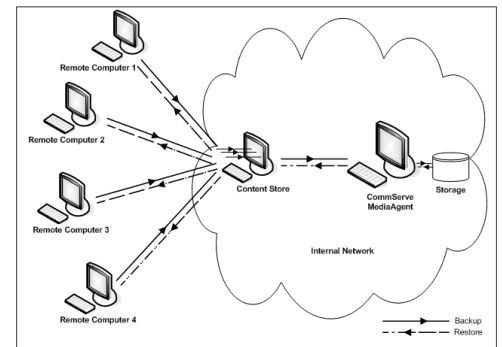 Remote Computer 1
Remote Computer 2
Remote Computer 3
Remote Computer 4
Content Store
CommServe
MediaAgent
Storage
Internal Network
Backup
Restore